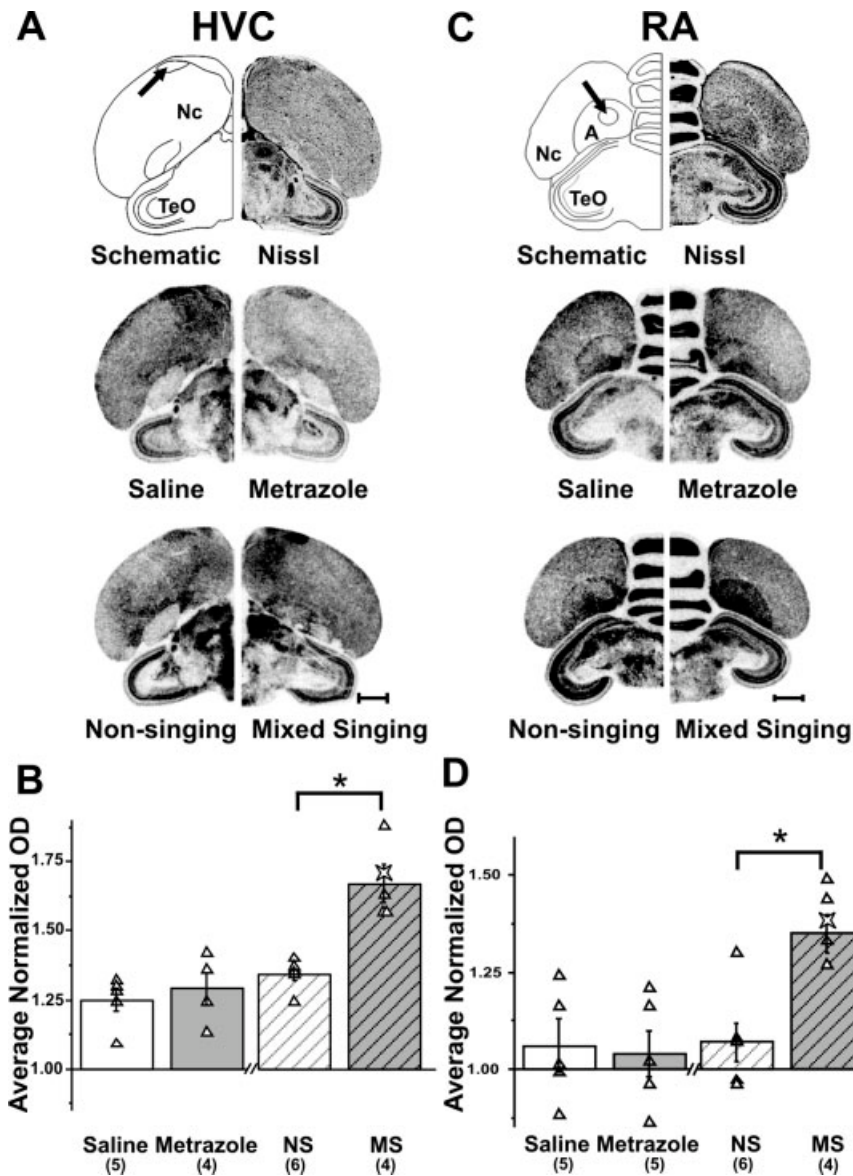 A HVC
Nc
TeO
Schematic Nissl
Saline Metrazole
Non-singing Mixed Singing
C RA
A
Nc
TeO
Schematic Nissl
Saline Metrazole
Non-singing Mixed Singing
B
Average Normalized OD
1.75
1.50
1.25
1.00
*
Saline Metrazole NS MS
(5) (4) (6) (4)
D
Average Normalized OD
1.50
1.25
1.00
*
Saline Metrazole NS MS
(5) (5) (6) (4)